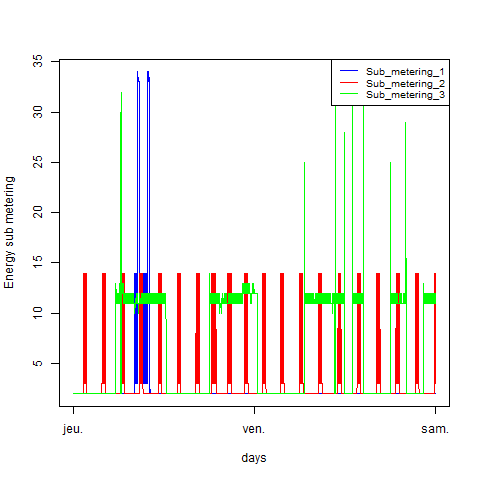 Sub_metering_1
Sub_metering_2
Sub_metering_3
35
30
25
20
15
10
5
Energy sub metering
jeu.
ven.
sam.
days